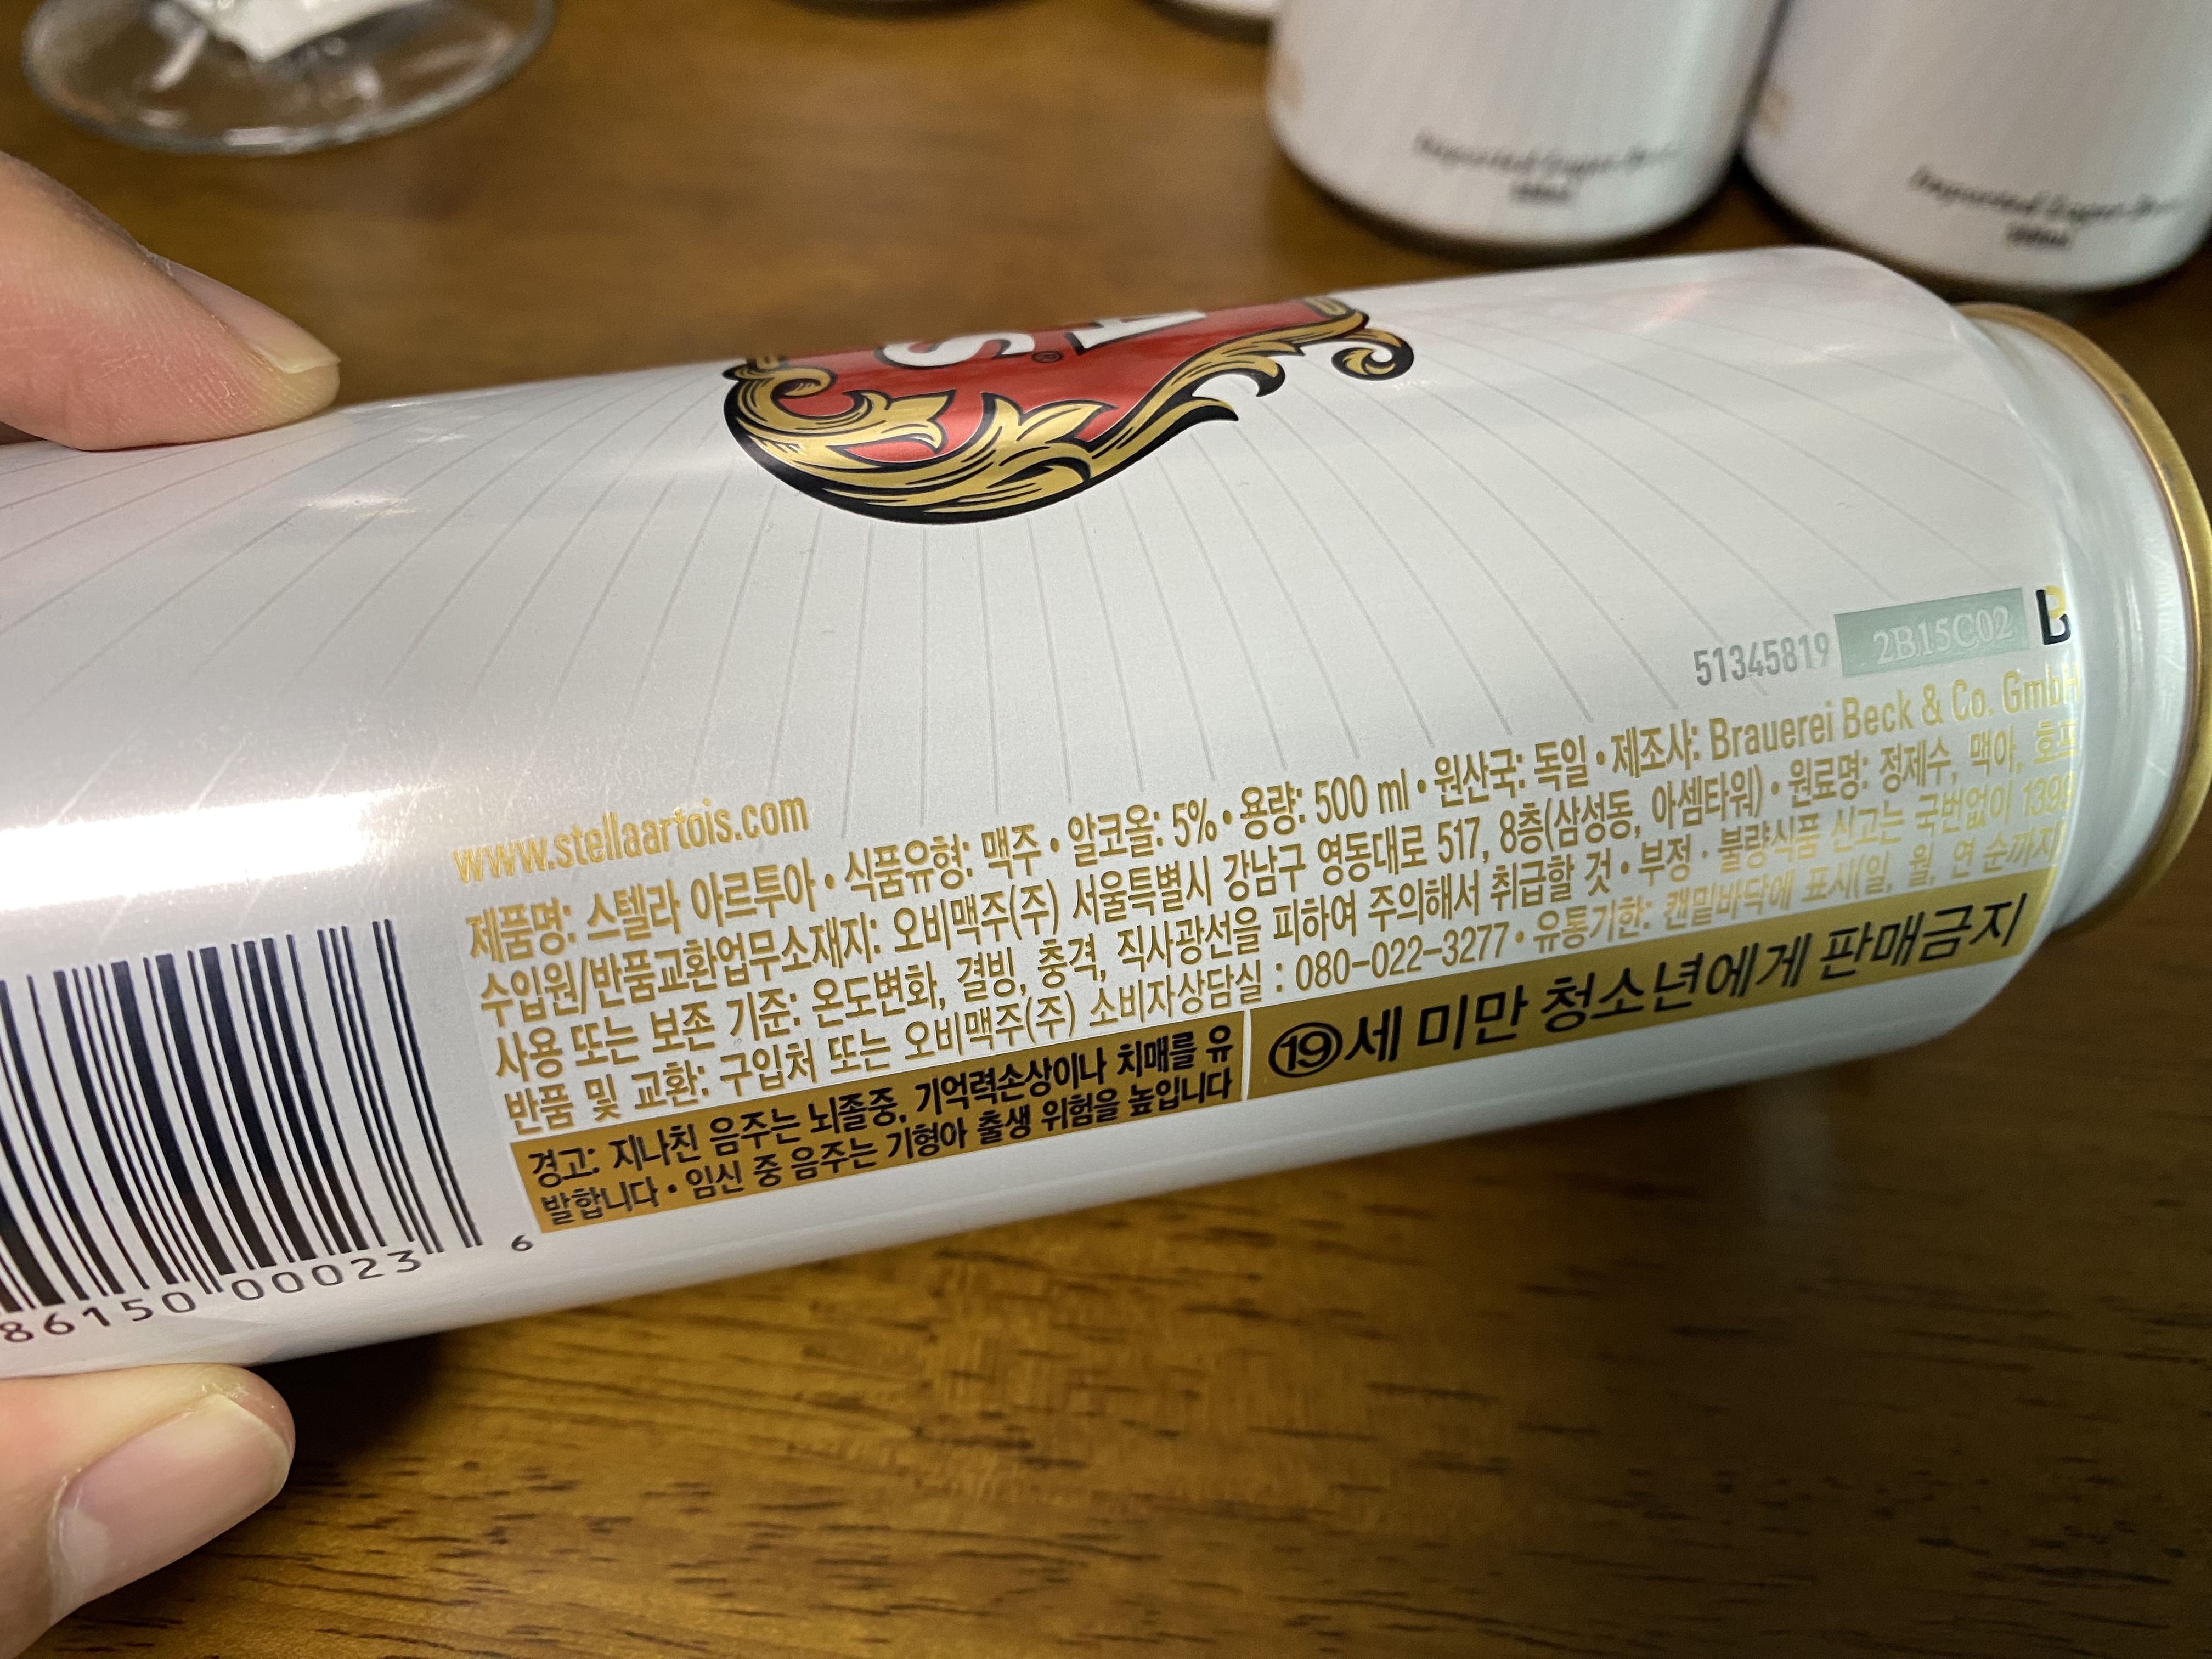 Imported Lager Beer
Imported Lager Beer
S
A
®
51345819 2B15C02 B
www.stellaartois.com
제품명: 스텔라 아르투아 • 식품유형: 맥주 • 알코올: 5% • 용량: 500 ml • 원산국: 독일 • 제조사: Brauerei Beck & Co. GmbH
수입원/반품교환업무소재지: 오비맥주(주) 서울특별시 강남구 영동대로 517, 8층(삼성동, 아셈타워) • 원료명: 정제수, 맥아, 호프
사용 또는 보존 기준: 온도변화, 결빙, 충격, 직사광선을 피하여 주의해서 취급할 것 • 부정 · 불량식품 신고는 국번없이 1399
반품 및 교환: 구입처 또는 오비맥주(주) 소비자상담실 : 080-022-3277 • 유통기한: 캔밑바닥에 표시(일, 월, 연 순까지)
경고: 지나친 음주는 뇌졸중, 기억력손상이나 치매를 유
발합니다 • 임신 중 음주는 기형아 출생 위험을 높입니다
⑲세 미만 청소년에게 판매금지
86150 00023 6